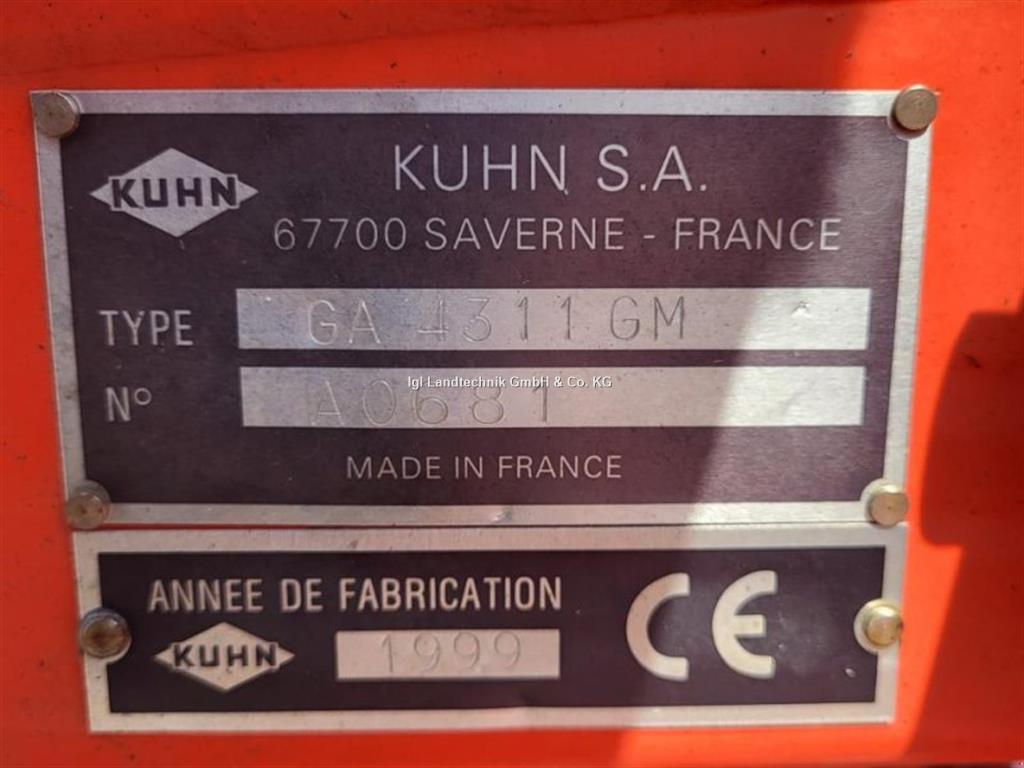 KUHN
KUHN S.A.
67700 SAVERNE - FRANCE
TYPE GA 4311 GM
Igl Landtechnik GmbH & Co. KG
N° A0681
MADE IN FRANCE
ANNEE DE FABRICATION
CE
KUHN
1999